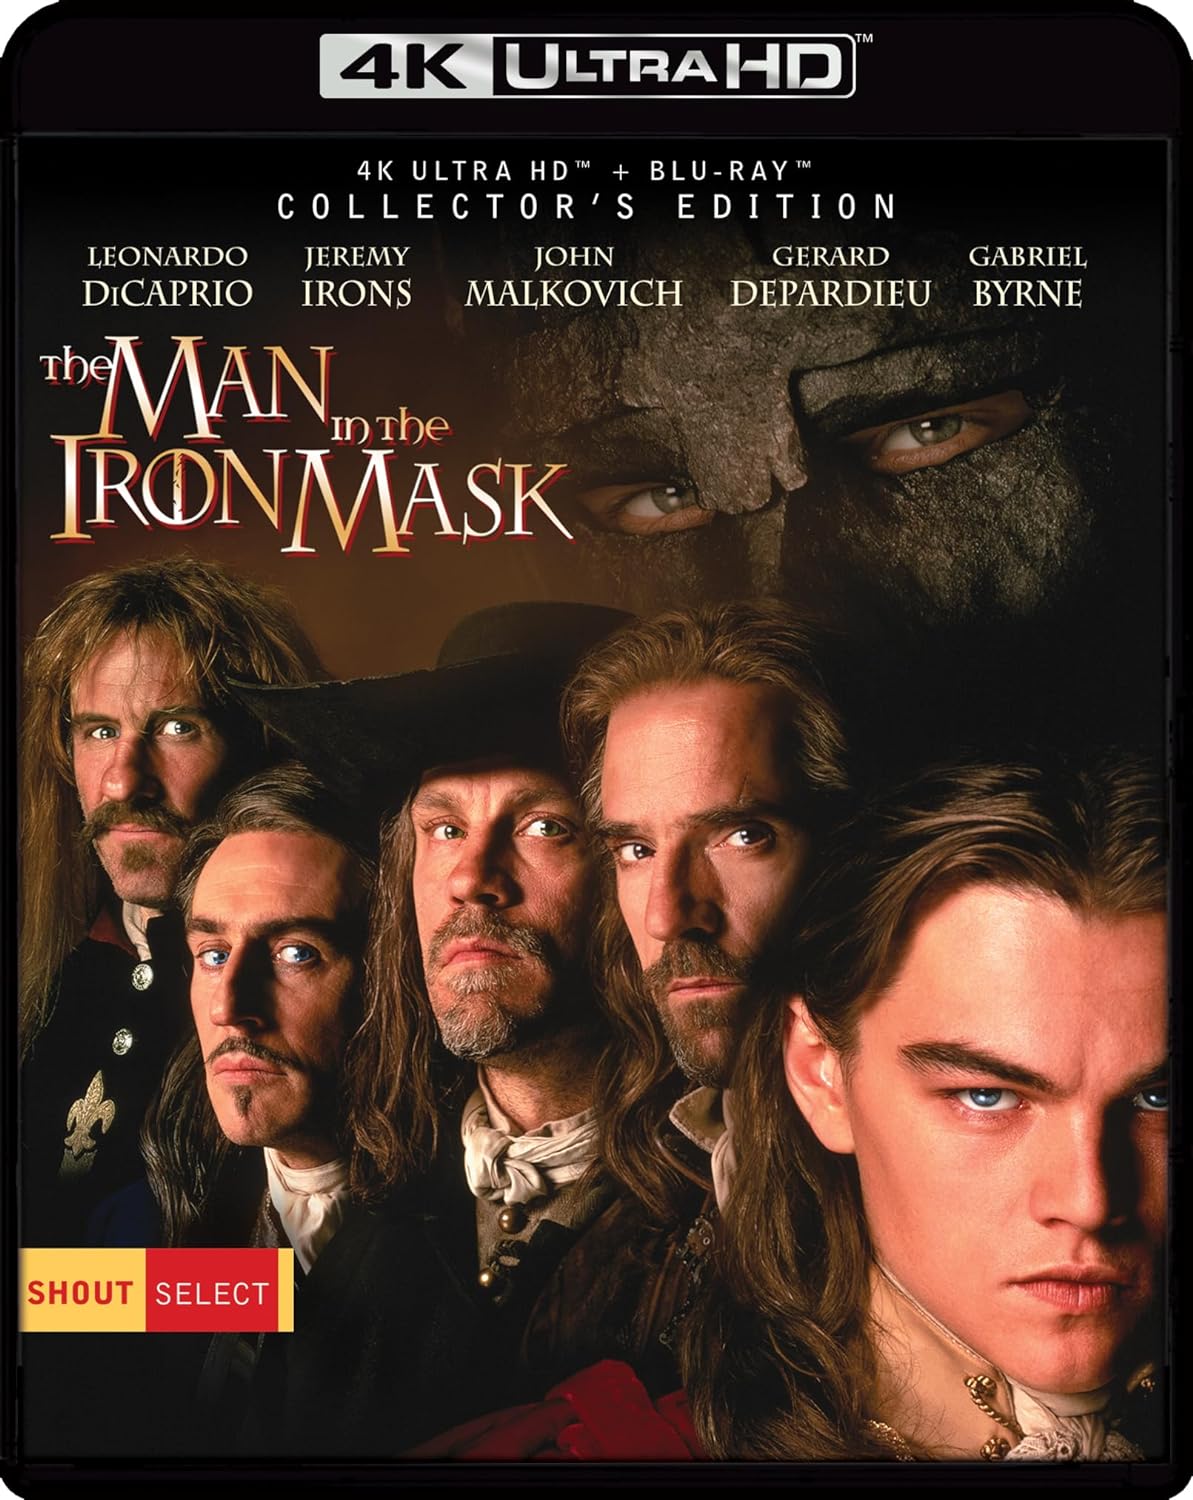 4K ULTRA HD™
4K ULTRA HD™ + BLU-RAY™
COLLECTOR'S EDITION
LEONARDO DiCAPRIO
JEREMY IRONS
JOHN MALKOVICH
GERARD DEPARDIEU
GABRIEL BYRNE
The MAN
in the
IRON MASK
SHOUT SELECT